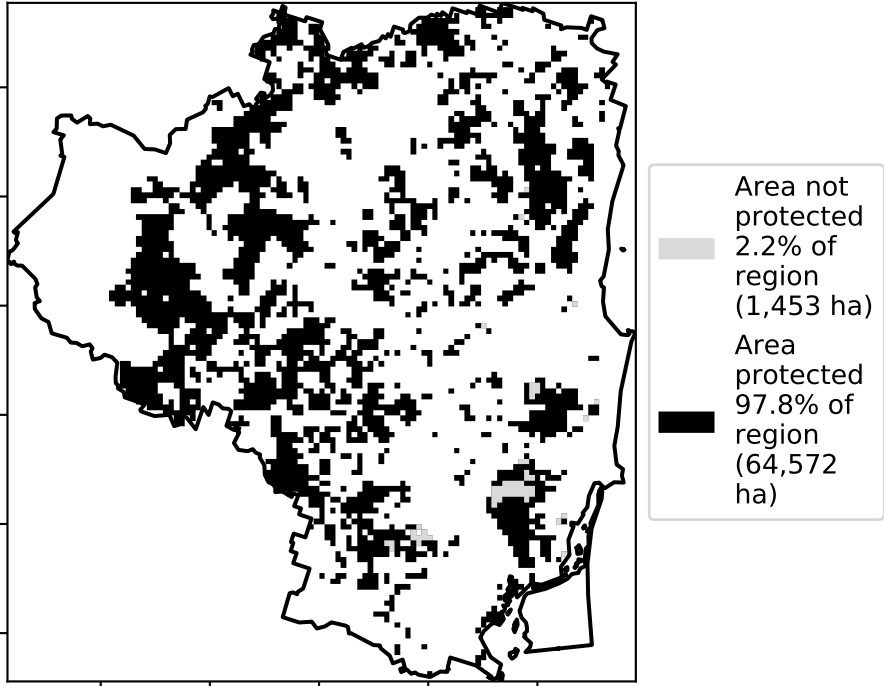 Area not
protected
2.2% of
region
(1,453 ha)
Area
protected
97.8% of
region
(64,572
ha)